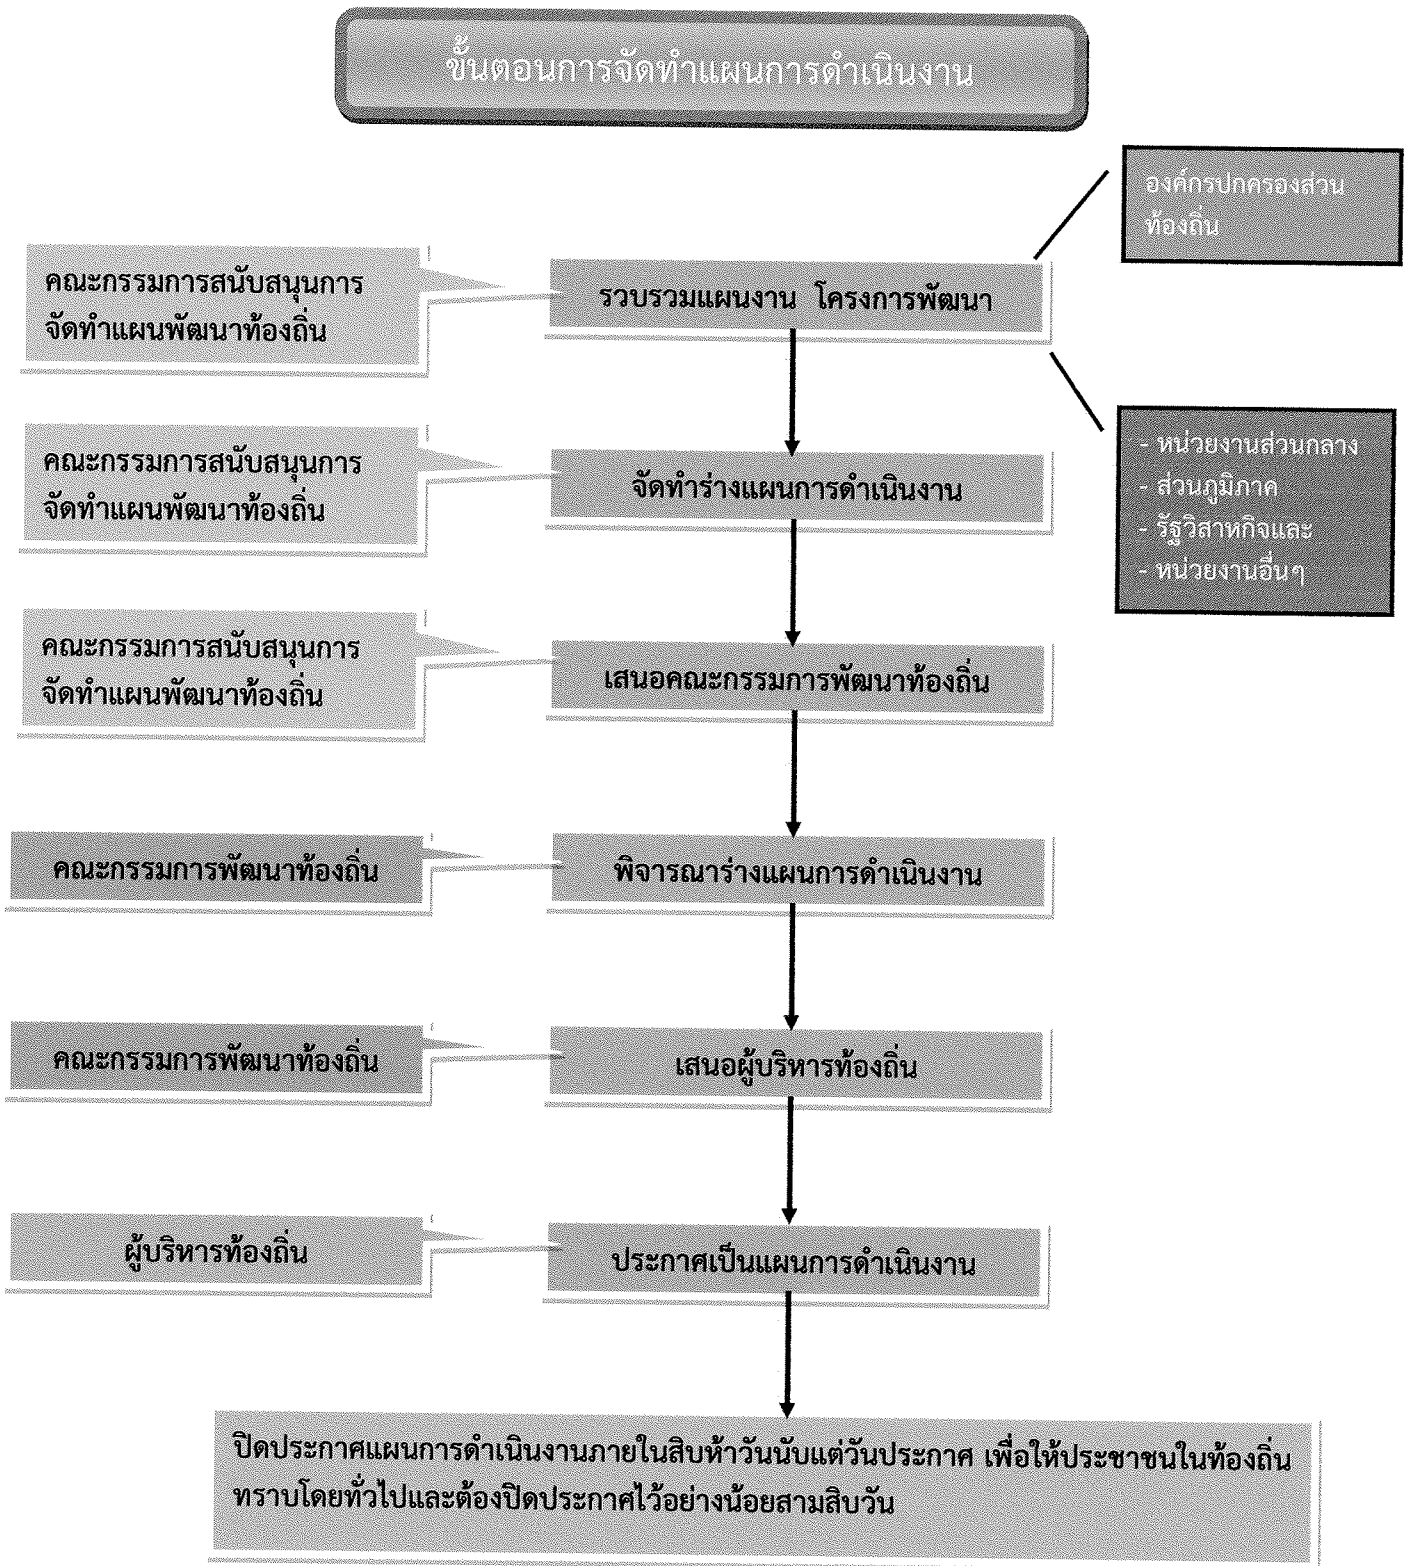 ขั้นตอนการจัดทำแผนการดำเนินงาน
องค์กรปกครองส่วน
ท้องถิ่น
คณะกรรมการสนับสนุนการ
จัดทำแผนพัฒนาท้องถิ่น
รวบรวมแผนงาน โครงการพัฒนา
- หน่วยงานส่วนกลาง
- ส่วนภูมิภาค
- รัฐวิสาหกิจและ
- หน่วยงานอื่นๆ
คณะกรรมการสนับสนุนการ
จัดทำแผนพัฒนาท้องถิ่น
จัดทำร่างแผนการดำเนินงาน
คณะกรรมการสนับสนุนการ
จัดทำแผนพัฒนาท้องถิ่น
เสนอคณะกรรมการพัฒนาท้องถิ่น
คณะกรรมการพัฒนาท้องถิ่น
พิจารณาร่างแผนการดำเนินงาน
คณะกรรมการพัฒนาท้องถิ่น
เสนอผู้บริหารท้องถิ่น
ผู้บริหารท้องถิ่น
ประกาศเป็นแผนการดำเนินงาน
ปิดประกาศแผนการดำเนินงานภายในสิบห้าวันนับแต่วันประกาศ เพื่อให้ประชาชนในท้องถิ่น
ทราบโดยทั่วไปและต้องปิดประกาศไว้อย่างน้อยสามสิบวัน